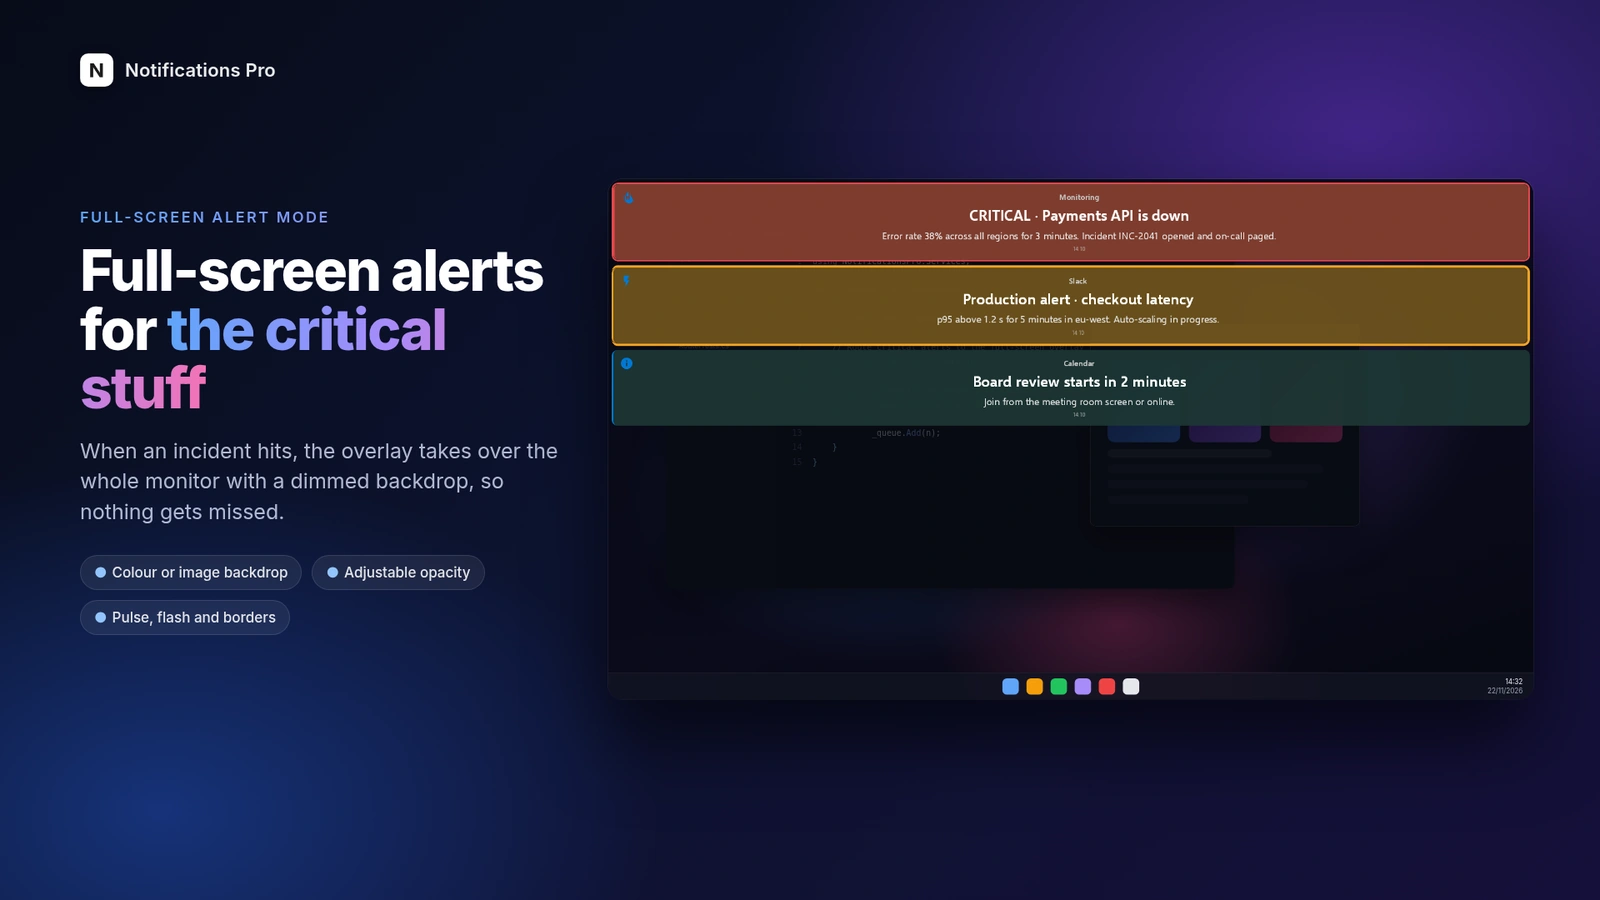 N
Notifications Pro
FULL-SCREEN ALERT MODE
Full-screen alerts
for the critical
stuff
When an incident hits, the overlay takes over the
whole monitor with a dimmed backdrop, so
nothing gets missed.
Colour or image backdrop
Adjustable opacity
Pulse, flash and borders
Monitoring
CRITICAL · Payments API is down
Error rate 38% across all regions for 3 minutes. Incident INC-2041 opened and on-call paged.
Slack
Production alert · checkout latency
p95 above 1.2 s for 5 minutes in eu-west. Auto-scaling in progress.
Calendar
Board review starts in 2 minutes
Join from the meeting room screen or online.
13 _queue.Add(n);
14 }
15 }
14:32
22/11/2026